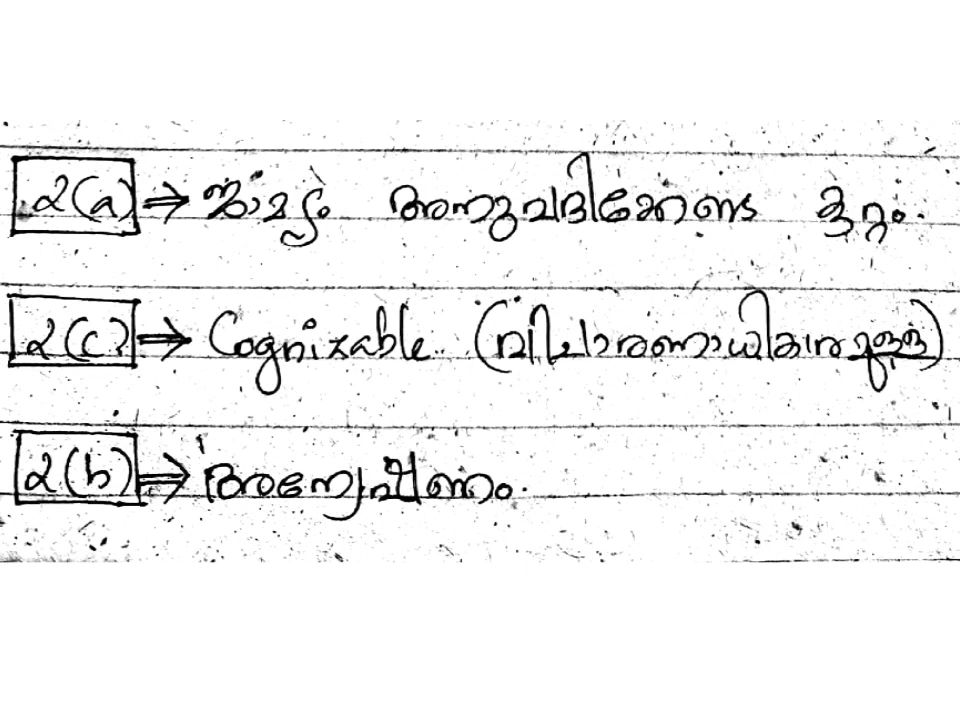 2(a) ⇒ ജാമ്യം അനുവദിക്കേണ്ട കുറ്റം.
2(c) ⇒ Cognizable (വിചാരണാധികാരമുള്ള)
2(b) ⇒ അന്വേഷണം.